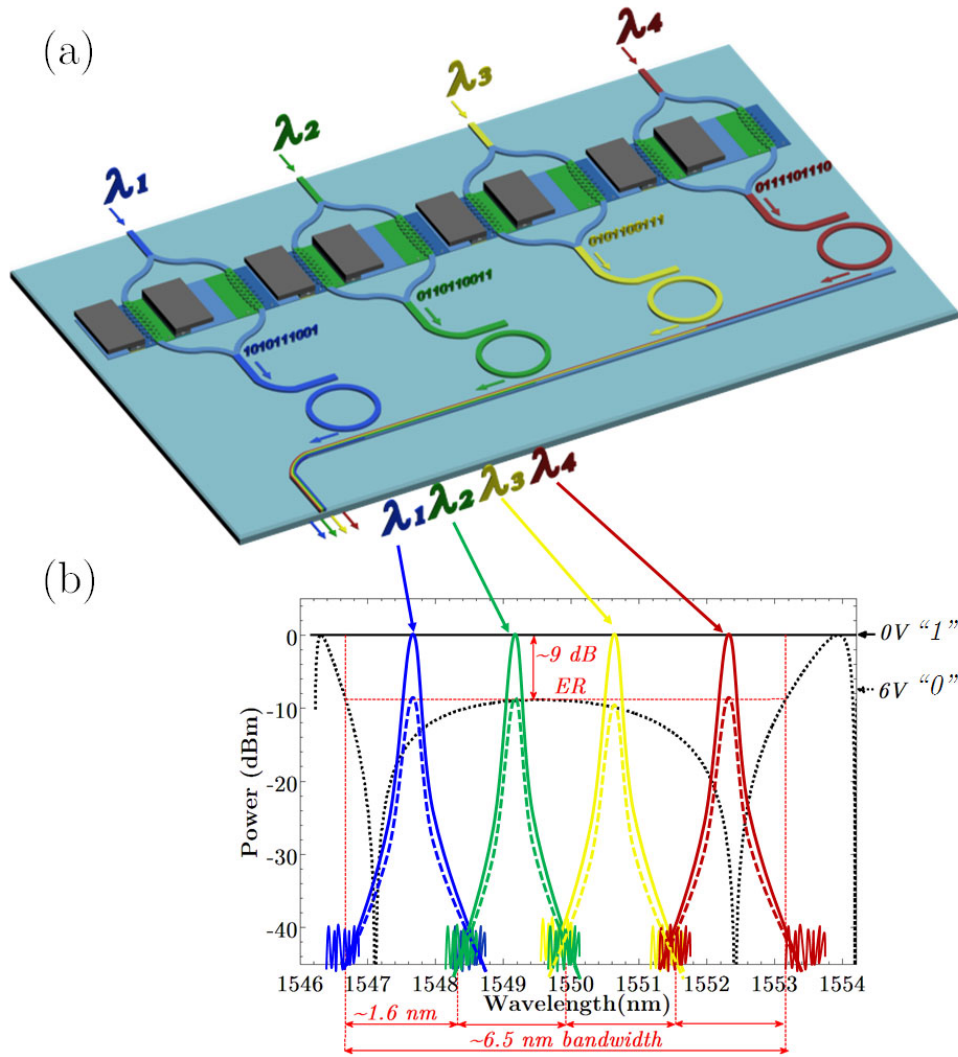 (a)
λ4
λ3
λ2
λ1
0111101110
0101100111
0110110011
1010111001
λ4
λ3
λ2
λ1
(b)
0
-10
-20
-30
-40
Power (dBm)
~9 dB
ER
0V “1”
6V “0”
1546 1547 1548 1549 1550 1551 1552 1553 1554
Wavelength(nm)
~1.6 nm
~6.5 nm bandwidth